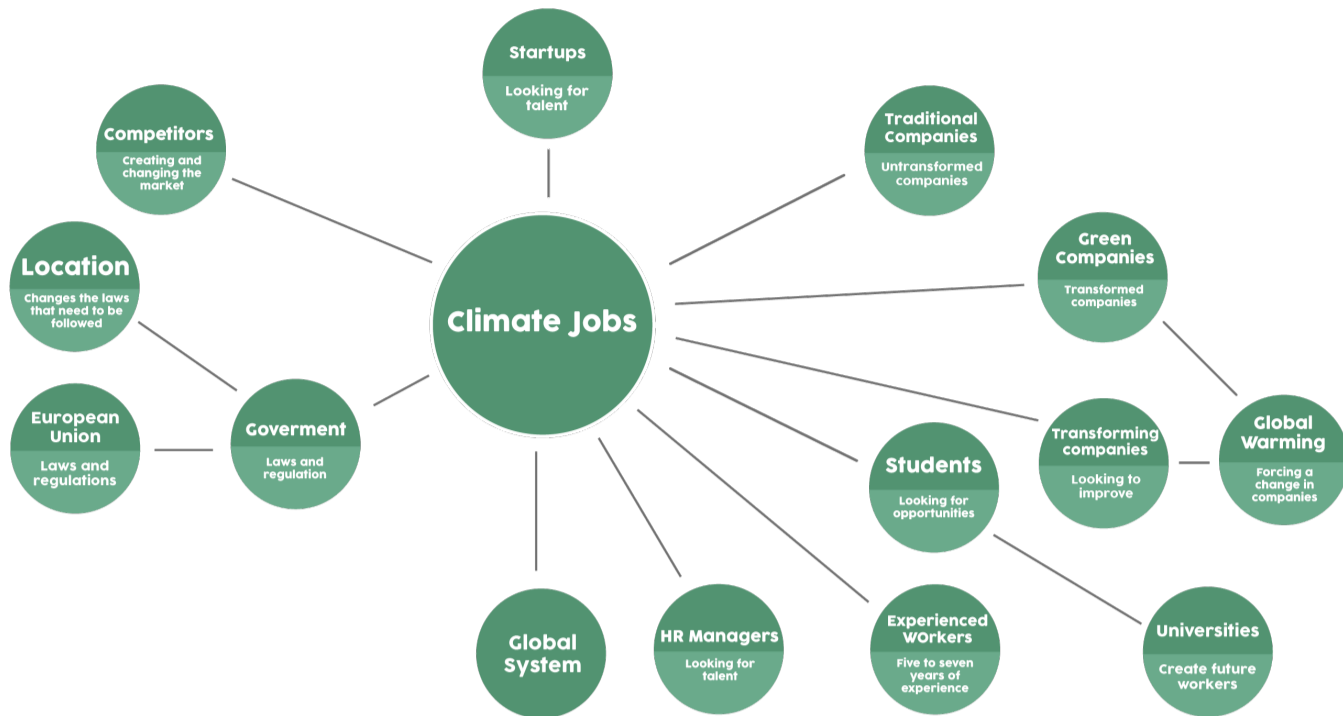 Startups
Looking for
talent
Competitors
Creating and
changing the
market
Traditional
Companies
Untransformed
companies
Location
Changes the laws
that need to be
followed
Green
Companies
Transformed
companies
Climate Jobs
European
Union
Laws and
regulations
Goverment
Laws and
regulation
Students
Looking for
opportunities
Transforming
companies
Looking to
improve
Global
Warming
Forcing a
change in
companies
Global
System
HR Managers
Looking for
talent
Experienced
WOrkers
Five to seven
years of
experience
Universities
Create future
workers